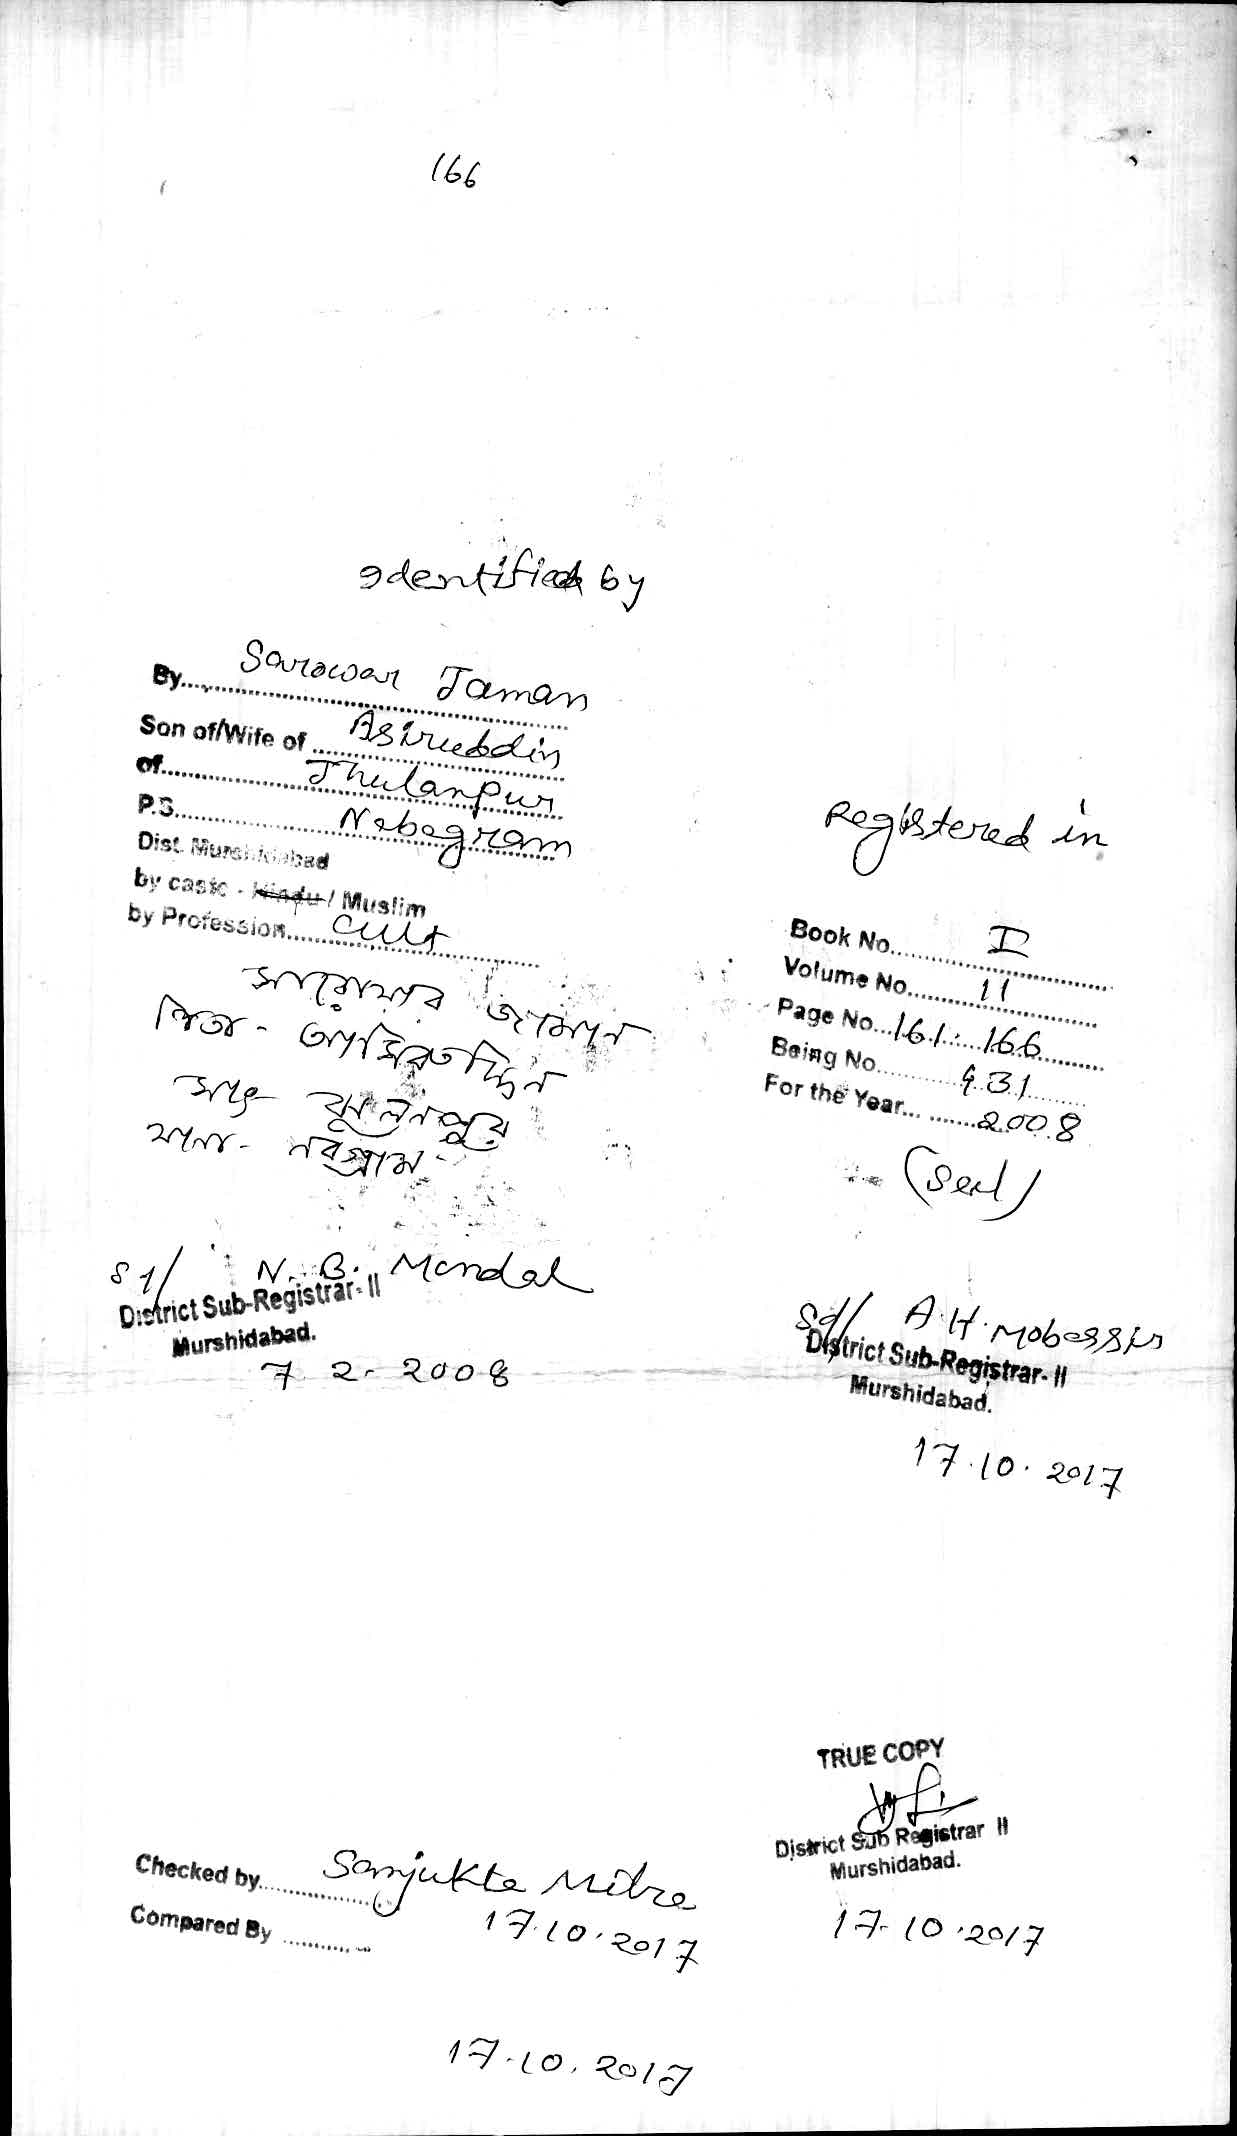 166
Identified by
By Sarowar Jaman
Son of/Wife of Asiruddin
of Jhulanpur
P.S. Nabagram
Dist. Murshidabad
by caste - Hindu / Muslim
by Profession Cult
সারোয়ার জামান
পিতা - আসিরউদ্দিন
সাং ঝুলনপুর
থানা - নবগ্রাম
Sd/ N. B. Mandal
District Sub-Registrar- II
Murshidabad.
7 2 - 2008
Registered in
Book No. I
Volume No. 11
Page No. 161 - 166
Being No. 931
For the Year 2008
(Seal)
Sd/ A. H. Mobassir
District Sub-Registrar- II
Murshidabad.
17.10.2017
TRUE COPY
District Sub Registrar II
Murshidabad.
17.10.2017
Checked by Sanjukta Mitra
17.10.2017
Compared By
17.10.2017